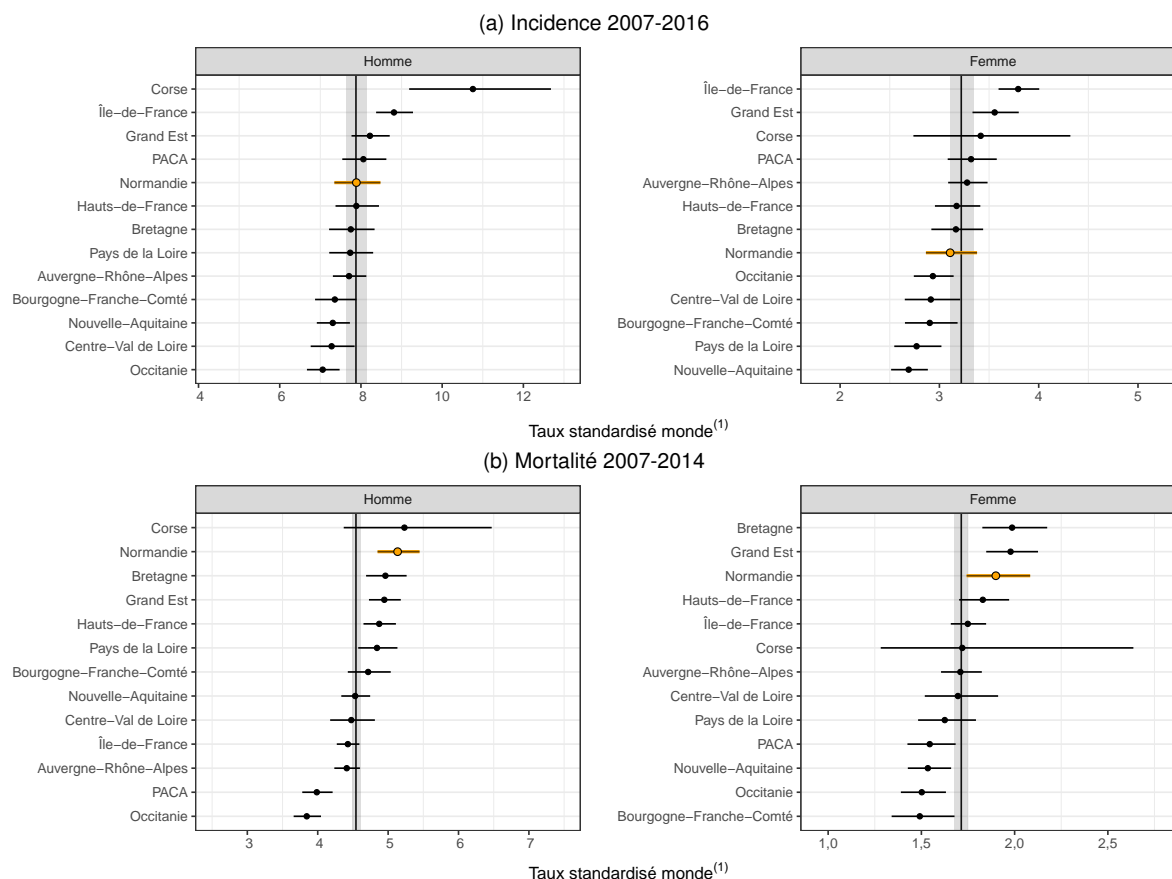 (a) Incidence 2007-2016
Homme
Corse
Île−de−France
Grand Est
PACA
Normandie
Hauts−de−France
Bretagne
Pays de la Loire
Auvergne−Rhône−Alpes
Bourgogne−Franche−Comté
Nouvelle−Aquitaine
Centre−Val de Loire
Occitanie
4 6 8 10 12
Femme
Île−de−France
Grand Est
Corse
PACA
Auvergne−Rhône−Alpes
Hauts−de−France
Bretagne
Normandie
Occitanie
Centre−Val de Loire
Bourgogne−Franche−Comté
Pays de la Loire
Nouvelle−Aquitaine
2 3 4 5
Taux standardisé monde(1)
(b) Mortalité 2007-2014
Homme
Corse
Normandie
Bretagne
Grand Est
Hauts−de−France
Pays de la Loire
Bourgogne−Franche−Comté
Nouvelle−Aquitaine
Centre−Val de Loire
Île−de−France
Auvergne−Rhône−Alpes
PACA
Occitanie
3 4 5 6 7
Femme
Bretagne
Grand Est
Normandie
Hauts−de−France
Île−de−France
Corse
Auvergne−Rhône−Alpes
Centre−Val de Loire
Pays de la Loire
PACA
Nouvelle−Aquitaine
Occitanie
Bourgogne−Franche−Comté
1,0 1,5 2,0 2,5
Taux standardisé monde(1)